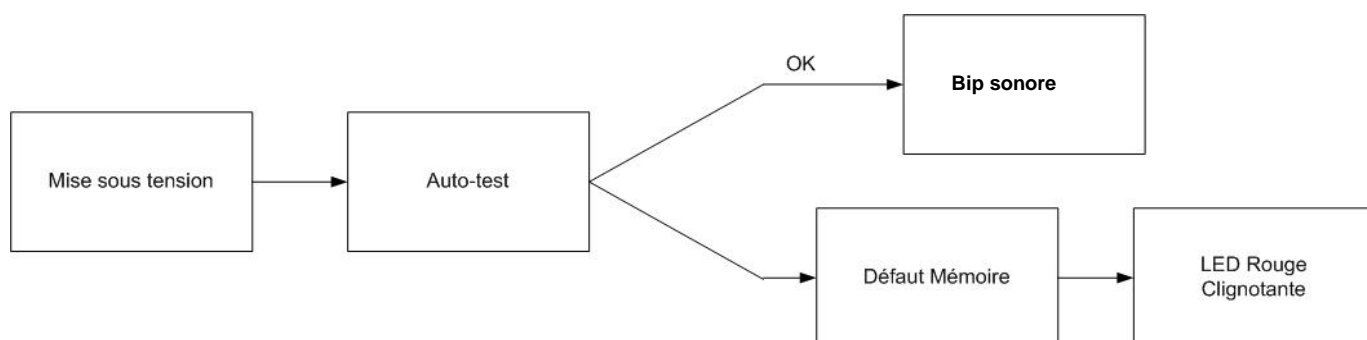 OK
Bip sonore
Mise sous tension
Auto-test
Défaut Mémoire
LED Rouge
Clignotante